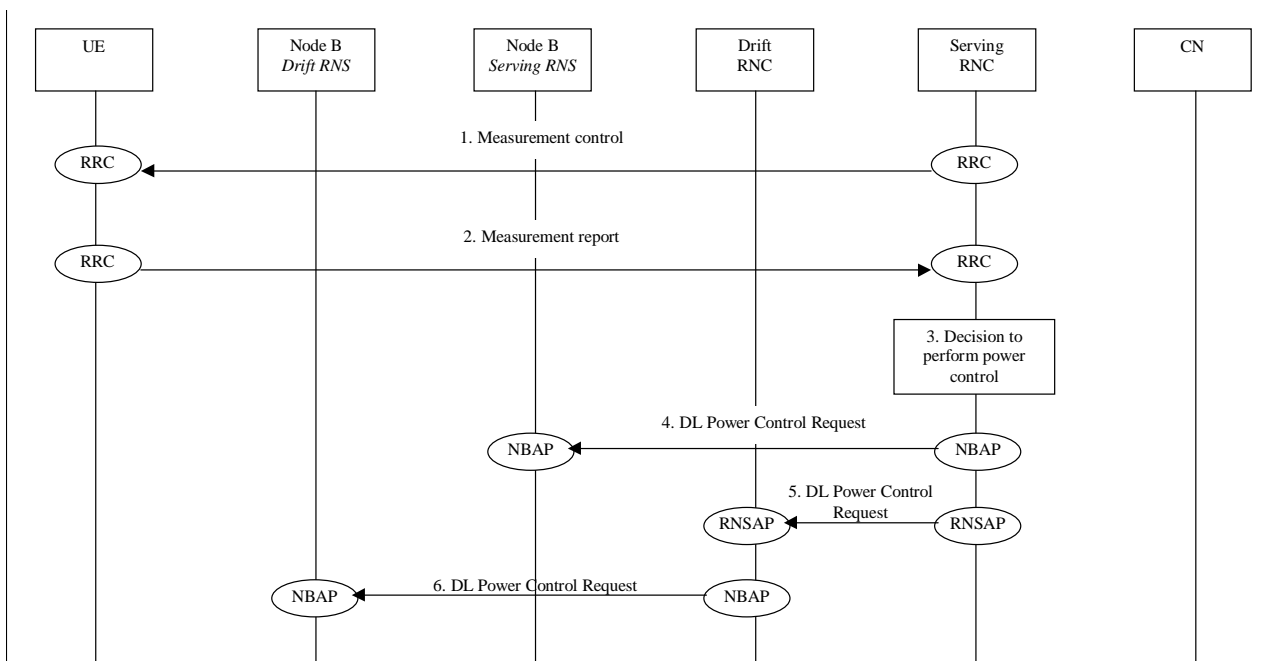 UE
Node B
Drift RNS
Node B
Serving RNS
Drift
RNC
Serving
RNC
CN
1. Measurement control
RRC
RRC
2. Measurement report
RRC
RRC
3. Decision to
perform power
control
4. DL Power Control Request
NBAP
NBAP
5. DL Power Control
Request
RNSAP
RNSAP
6. DL Power Control Request
NBAP
NBAP